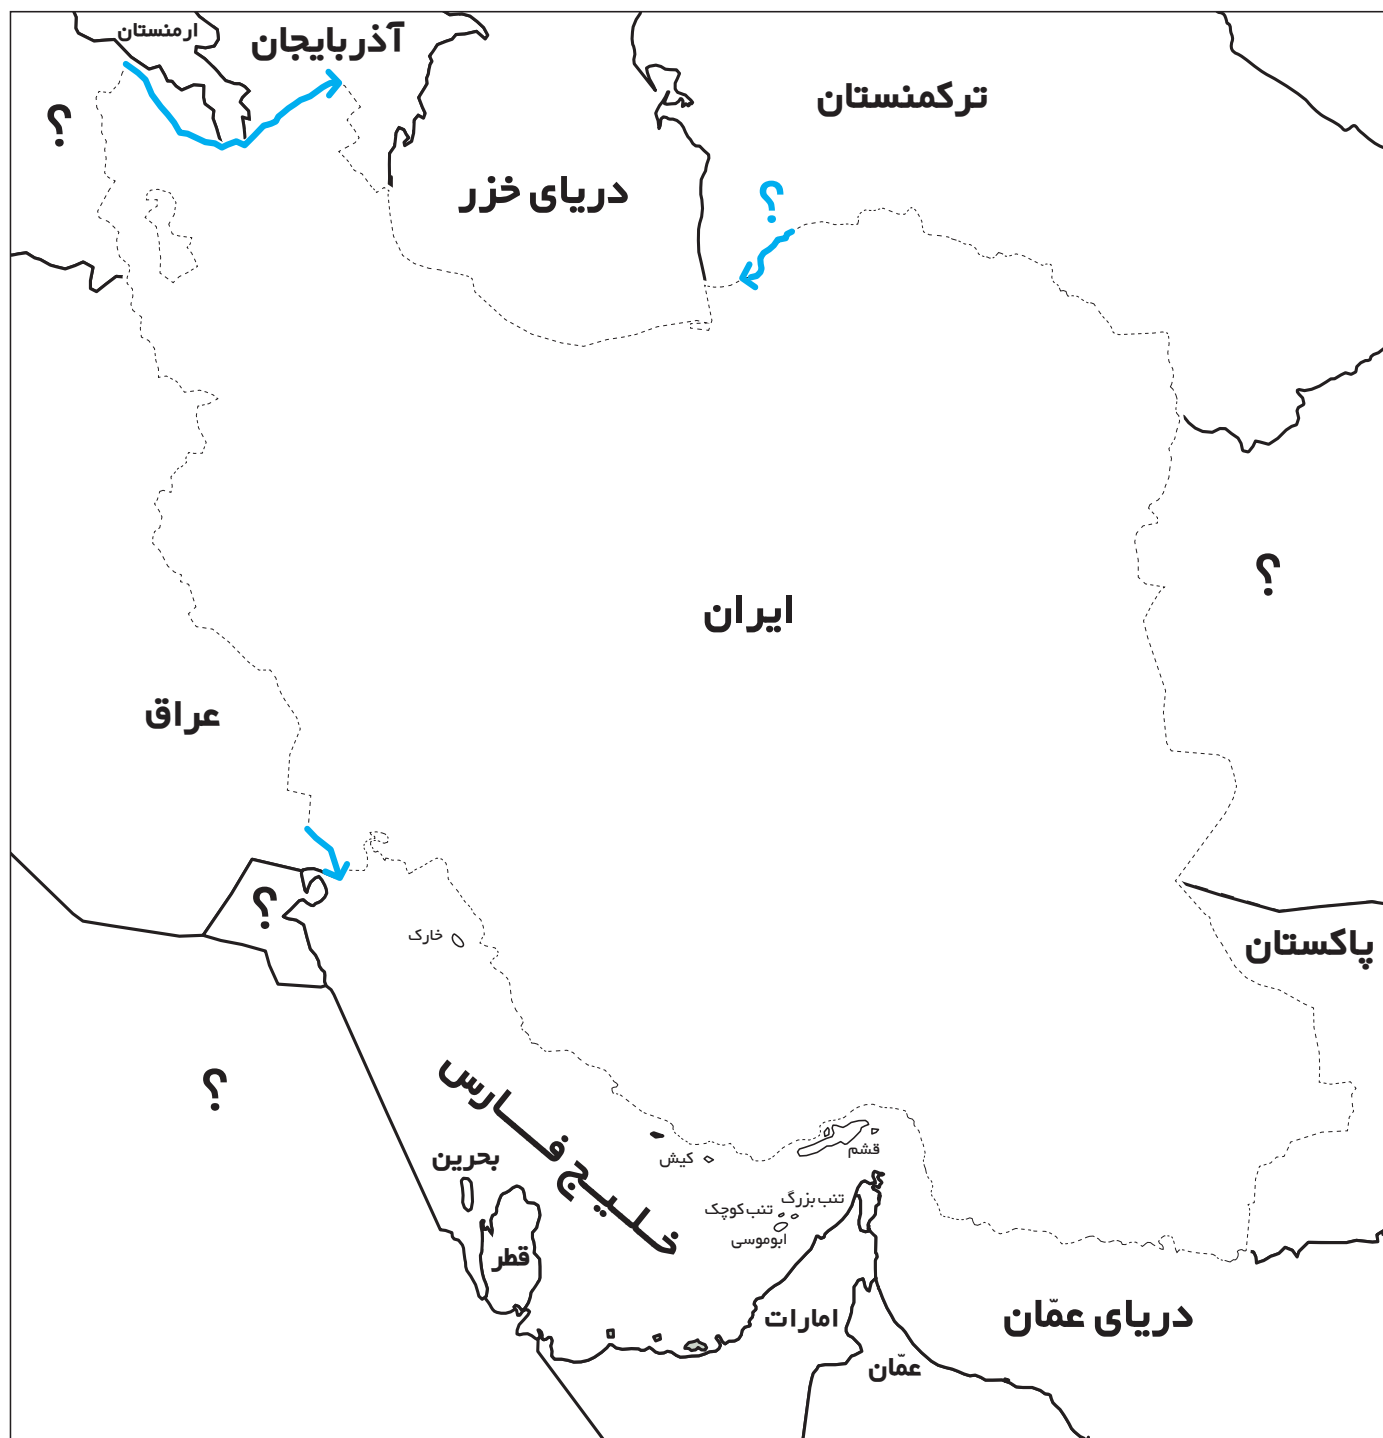 ارمنستان
آذربایجان
ترکمنستان
؟
دریای خزر
؟
؟
ایران
عراق
؟
پاکستان
خارک
؟
خلیج فارس
بحرین
کیش
قشم
تنب بزرگ
تنب کوچک
ابوموسی
قطر
امارات
دریای عمّان
عمّان